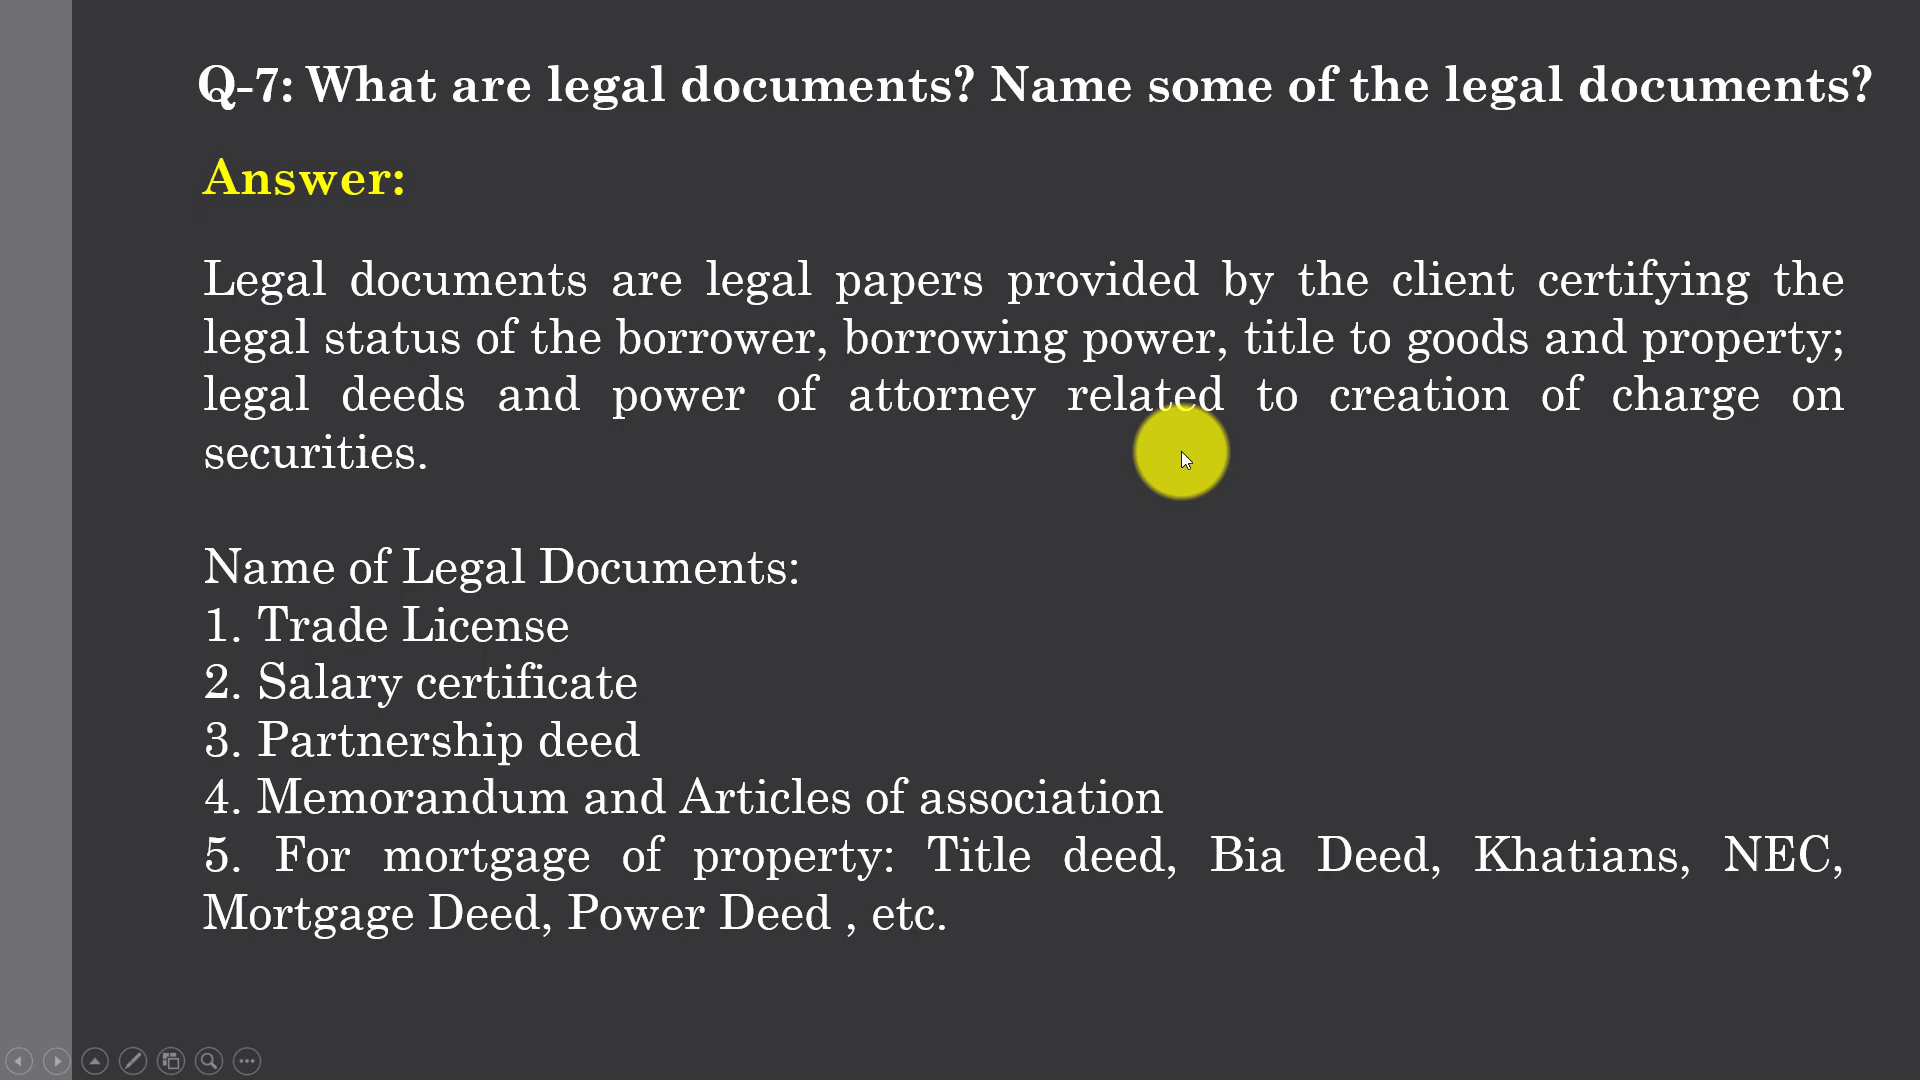 Q-7: What are legal documents? Name some of the legal documents?
Answer:
Legal documents are legal papers provided by the client certifying the
legal status of the borrower, borrowing power, title to goods and property;
legal deeds and power of attorney related to creation of charge on
securities.
Name of Legal Documents:
1. Trade License
2. Salary certificate
3. Partnership deed
4. Memorandum and Articles of association
5. For mortgage of property: Title deed, Bia Deed, Khatians, NEC,
Mortgage Deed, Power Deed , etc.